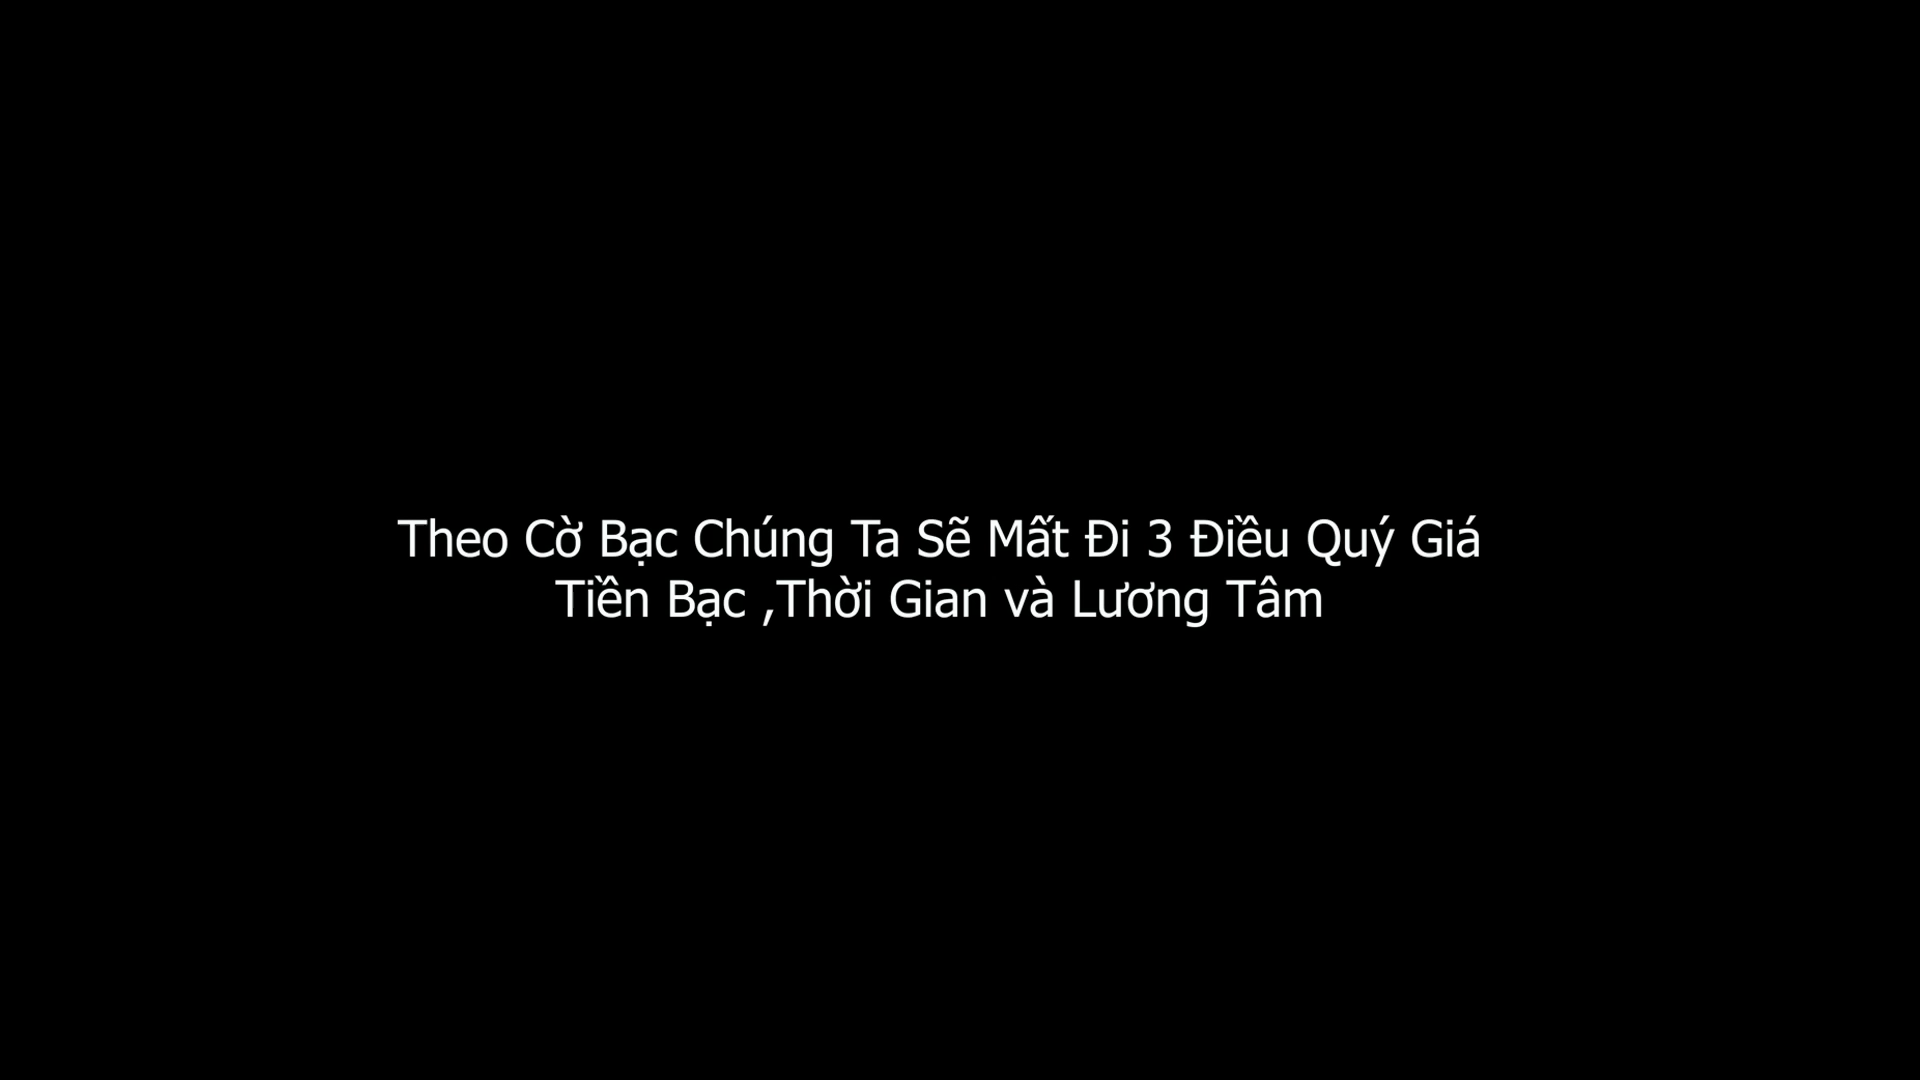 Theo Cờ Bạc Chúng Ta Sẽ Mất Đi 3 Điều Quý Giá
Tiền Bạc ,Thời Gian và Lương Tâm